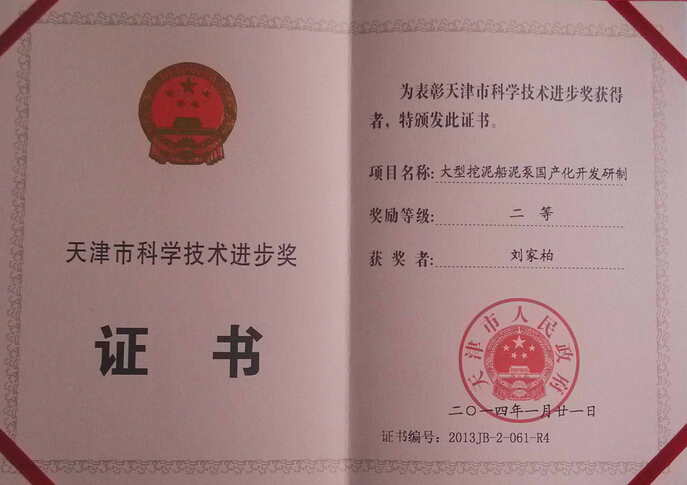 天津市科学技术进步奖
证 书
为表彰天津市科学技术进步奖获得
者，特颁发此证书。
项目名称: 大型挖泥船泥泵国产化开发研制
奖励等级: 二 等
获 奖 者: 刘家柏
天津市人民政府
二〇一四年一月廿一日
证书编号: 2013JB-2-061-R4